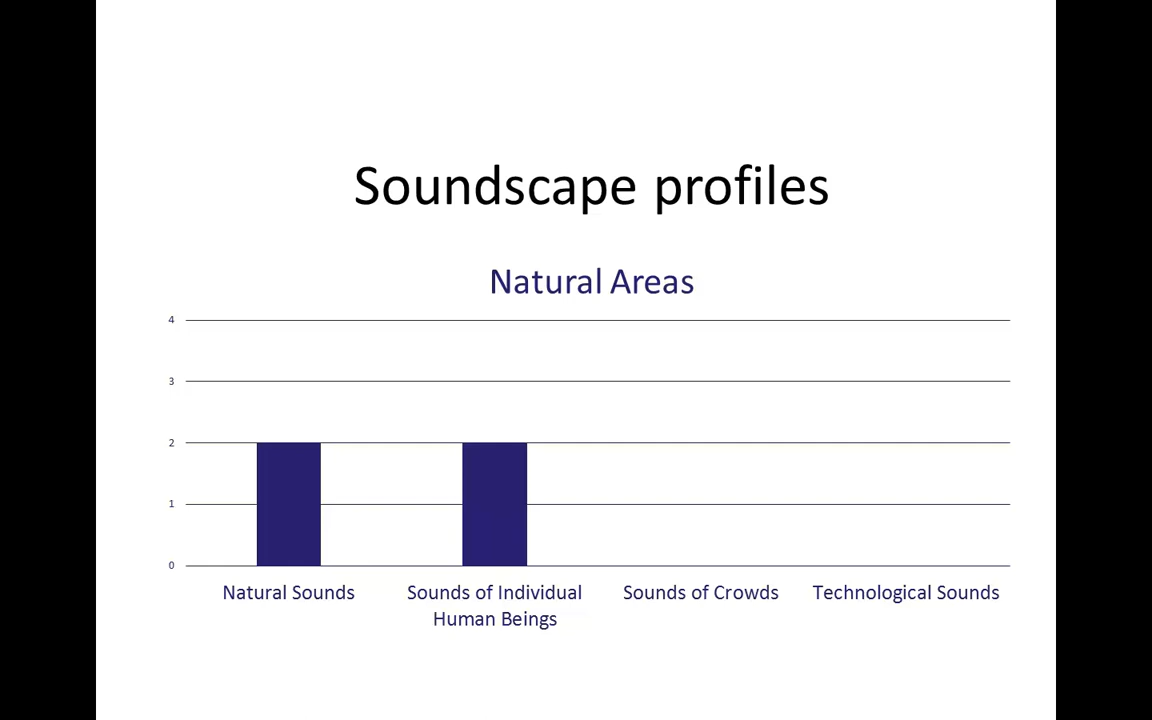 Soundscape profiles
Natural Areas
4
3
2
1
0
Natural Sounds
Sounds of Individual
Human Beings
Sounds of Crowds
Technological Sounds